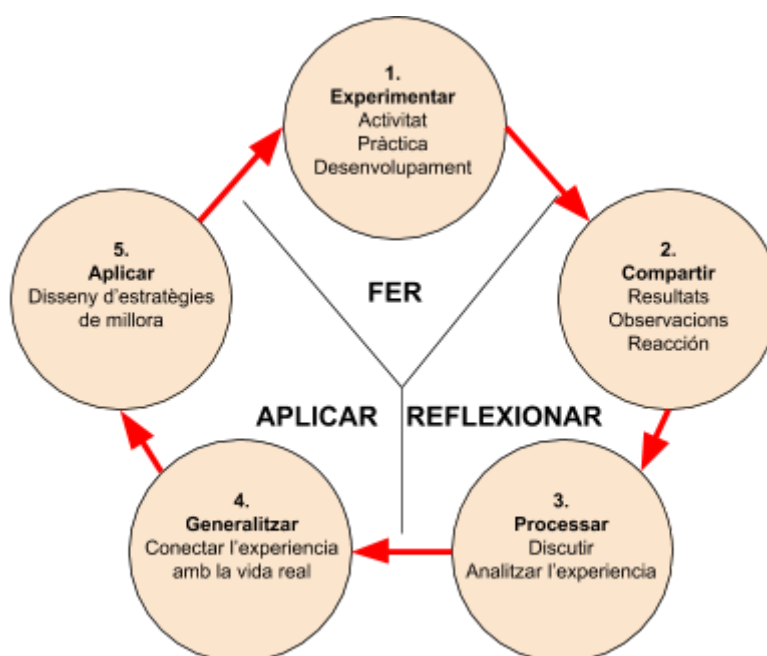 1.
Experimentar
Activitat
Pràctica
Desenvolupament
2.
Compartir
Resultats
Observacions
Reacción
3.
Processar
Discutir
Analitzar l'experiencia
4.
Generalitzar
Conectar l'experiencia
amb la vida real
5.
Aplicar
Disseny d'estratègies
de millora
FER
APLICAR
REFLEXIONAR